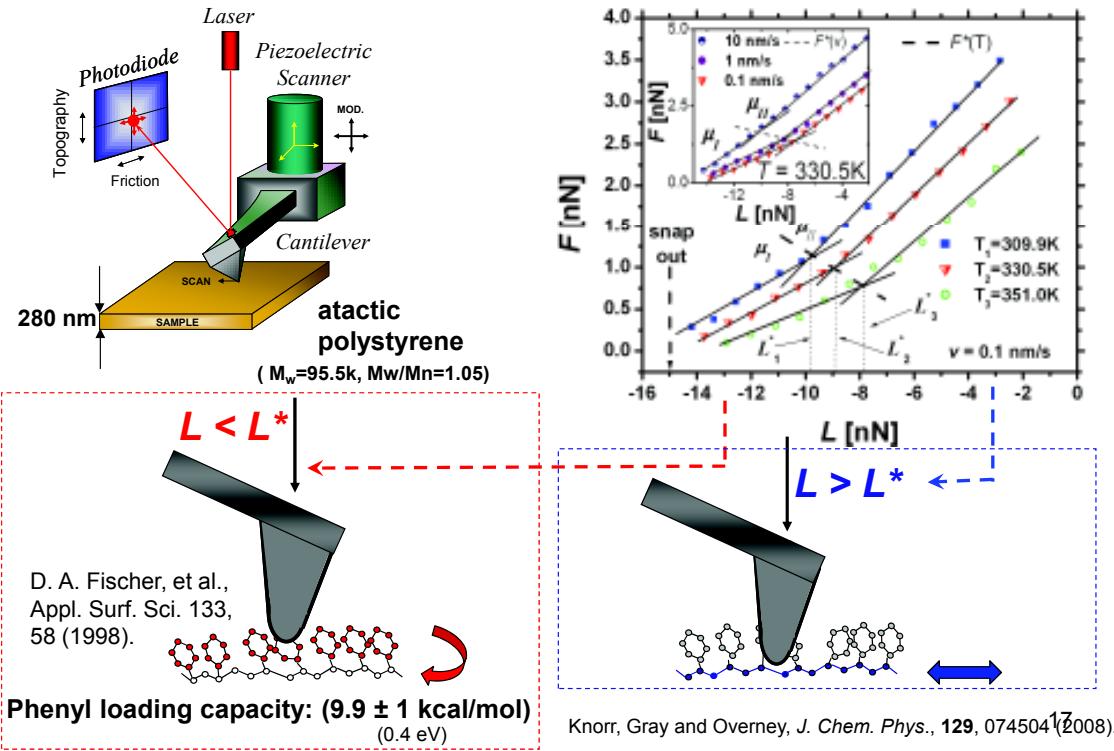 Laser
Piezoelectric
Scanner
Photodiode
Topography
Friction
MOD.
Cantilever
SCAN
280 nm
SAMPLE
atactic
polystyrene
( Mw=95.5k, Mw/Mn=1.05)
F [nN]
4.0
3.5
3.0
2.5
2.0
1.5
1.0
0.5
0.0
-16 -14 -12 -10 -8 -6 -4 -2 0
L [nN]
F [nN]
5.0
2.5
0.0
-12 -8 -4
L [nN]
10 nm/s
1 nm/s
0.1 nm/s
F*(v)
μII
μI
T = 330.5K
F*(T)
snap
out
μI
μII
T1=309.9K
T2=330.5K
T3=351.0K
L*1
L*2
L*3
v = 0.1 nm/s
L < L*
D. A. Fischer, et al.,
Appl. Surf. Sci. 133,
58 (1998).
Phenyl loading capacity: (9.9 ± 1 kcal/mol)
(0.4 eV)
L > L*
Knorr, Gray and Overney, J. Chem. Phys., 129, 074504 (2008)
17